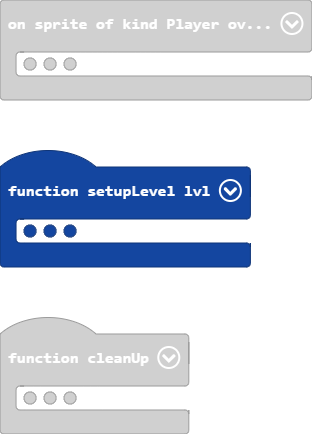 on sprite of kind Player ov...
function setupLevel lvl
function cleanUp